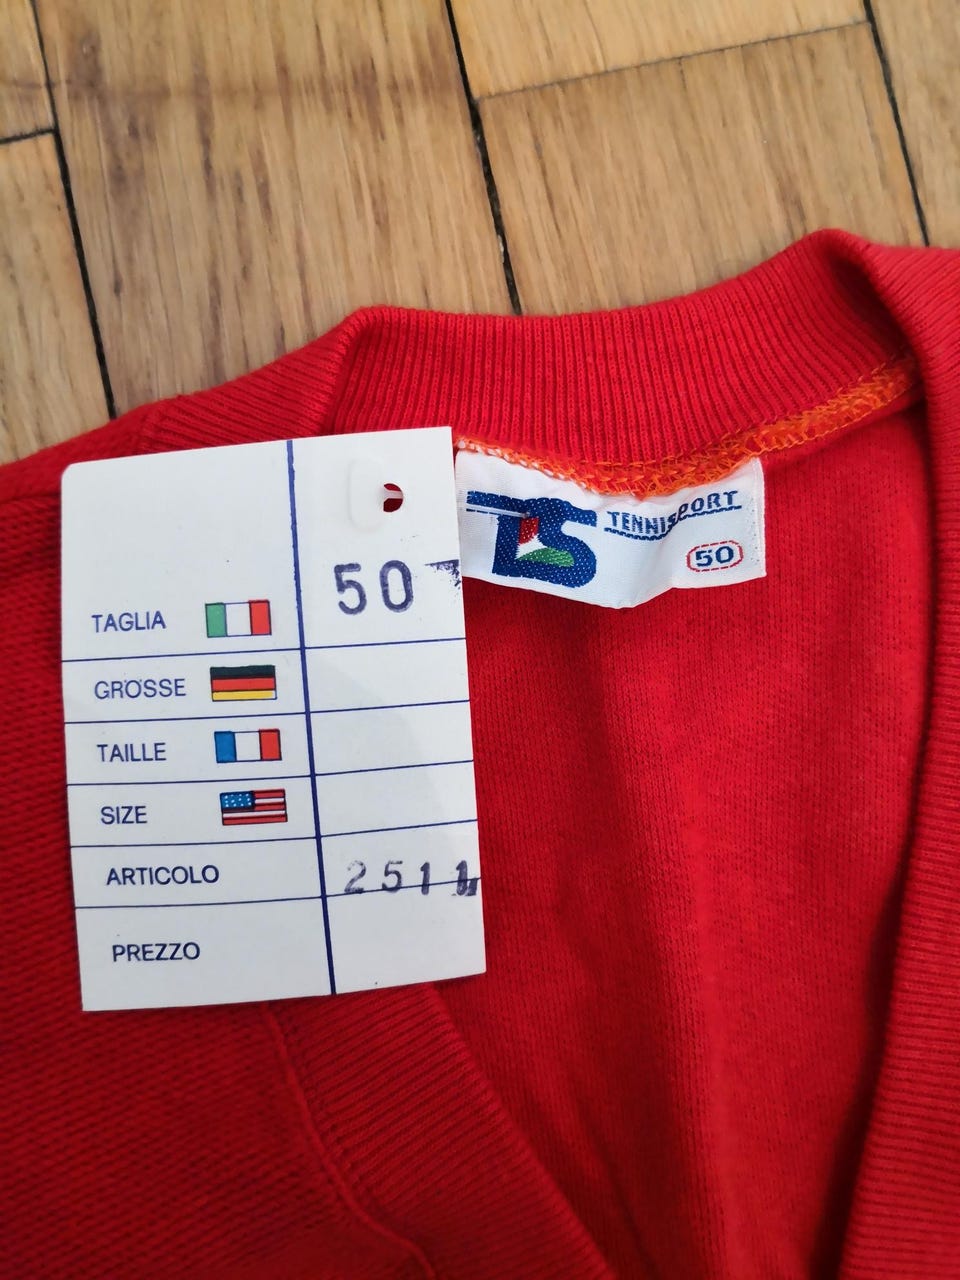 TAGLIA 50
GRÖSSE
TAILLE
SIZE
ARTICOLO 2511
PREZZO
TS TENNISPORT
50